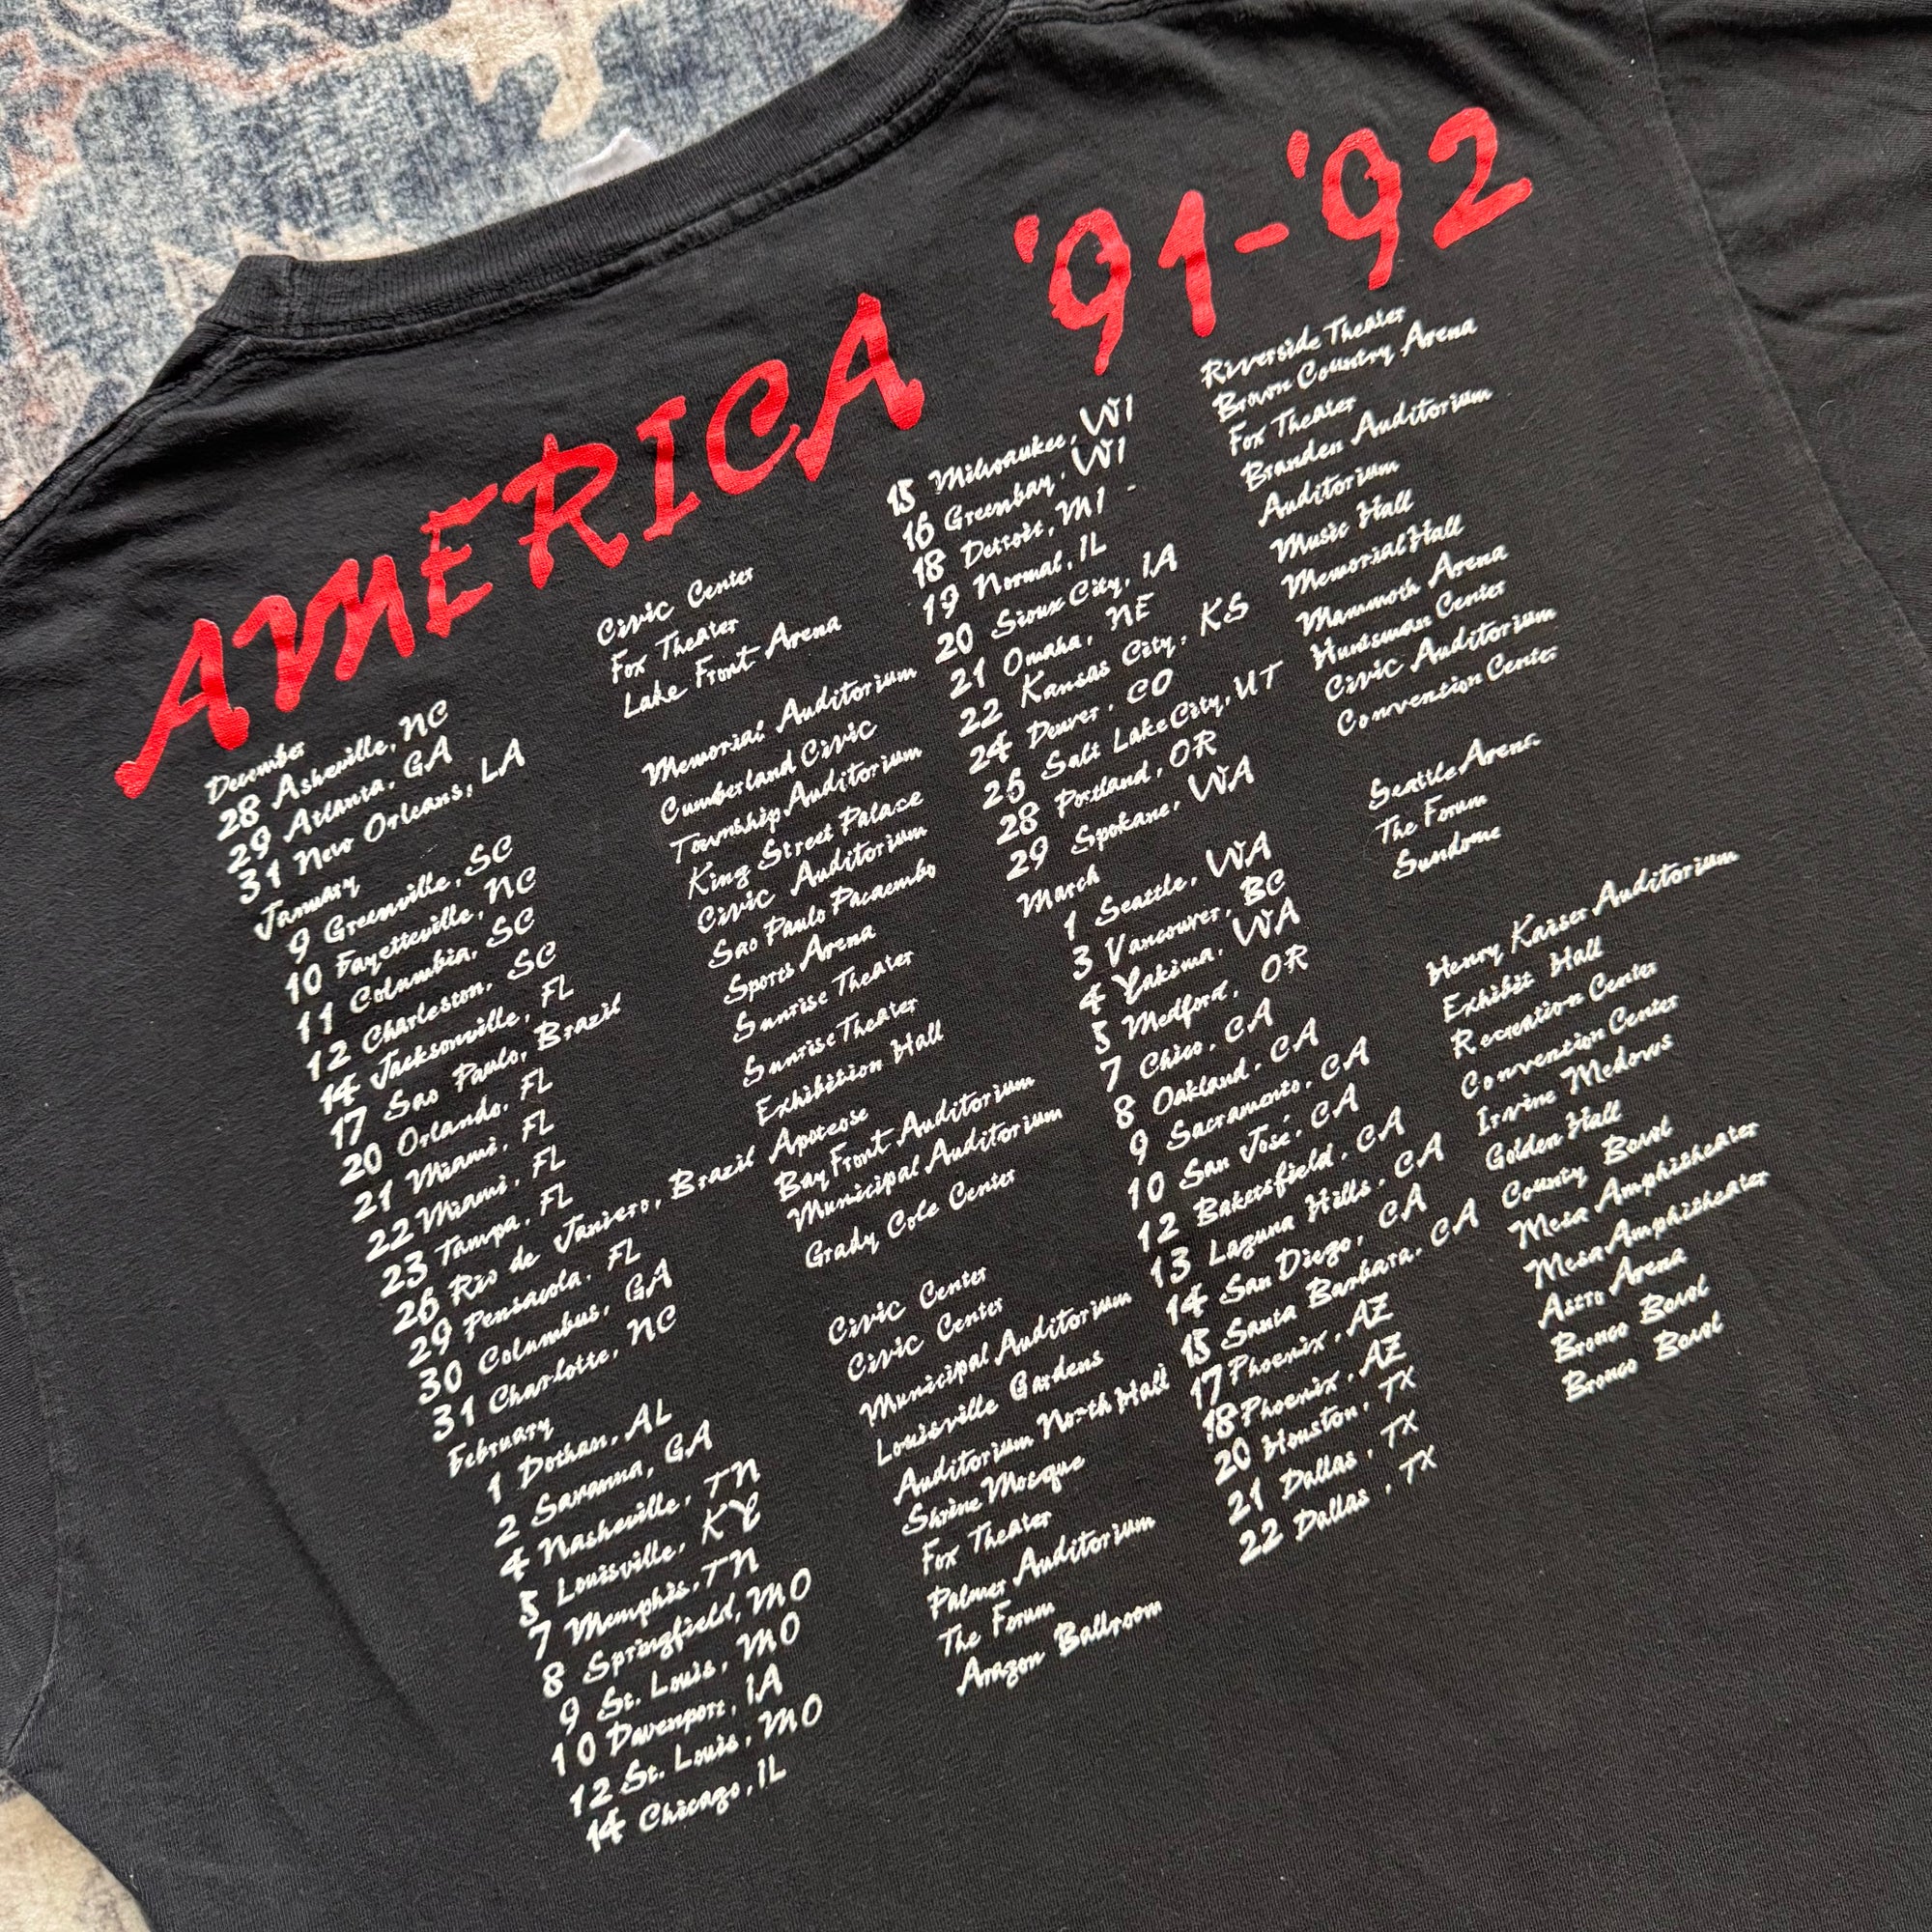 AMERICA '91-'92
December
28 Asheville, NC
29 Atlanta, GA
31 New Orleans, LA
January
9 Greenville, SC
10 Fayetteville, NC
11 Columbia, SC
12 Charleston, SC
14 Jacksonville, FL
17 Sao Paulo, Brazil
20 Orlando, FL
21 Miami, FL
22 Miami, FL
23 Tampa, FL
26 Rio de Janiero, Brazil
29 Pensacola, FL
30 Columbus, GA
31 Charlotte, NC
February
1 Dothan, AL
2 Savanna, GA
4 Nasheville, TN
5 Louisville, KY
7 Memphis, TN
8 Springfield, MO
9 St. Louis, MO
10 Davenport, IA
12 St. Louis, MO
14 Chicago, IL
Civic Center
Fox Theater
Lake Front Arena
Memorial Auditorium
Cumberland Civic
Township Auditorium
King Street Palace
Civic Auditorium
Sao Paulo Pacaembo
Sports Arena
Sunrise Theater
Sunrise Theater
Exhibition Hall
Apoteose
Bay Front Auditorium
Municipal Auditorium
Grady Cole Center
Civic Center
Civic Center
Municipal Auditorium
Louisville Gardens
Auditorium North Hall
Shrine Mosque
Fox Theater
Palmer Auditorium
The Forum
Aragon Ballroom
15 Milwaukee, WI
16 Greenbay, WI
18 Detroit, MI
19 Normal, IL
20 Sioux City, IA
21 Omaha, NE
22 Kansas City, KS
24 Denver, CO
25 Salt Lake City, UT
28 Portland, OR
29 Spokane, WA
March
1 Seattle, WA
3 Vancouver, BC
4 Yakima, WA
5 Medford, OR
7 Chico, CA
8 Oakland, CA
9 Sacramento, CA
10 San José, CA
12 Bakersfield, CA
13 Laguna Hills, CA
14 San Diego, CA
15 Santa Barbara, CA
17 Phoenix, AZ
18 Phoenix, AZ
20 Houston, TX
21 Dallas, TX
22 Dallas, TX
Riverside Theater
Brown Country Arena
Fox Theater
Branden Auditorium
Auditorium
Music Hall
Memorial Hall
Mammoth Arena
Huntsman Center
Civic Auditorium
Convention Center
Seattle Arena
The Forum
Sundome
Henry Kaiser Auditorium
Exhibit Hall
Recreation Center
Convention Center
Irvine Medows
Golden Hall
County Bowl
Mesa Amphitheater
Mesa Amphitheater
Astro Arena
Bronco Bowl
Bronco Bowl